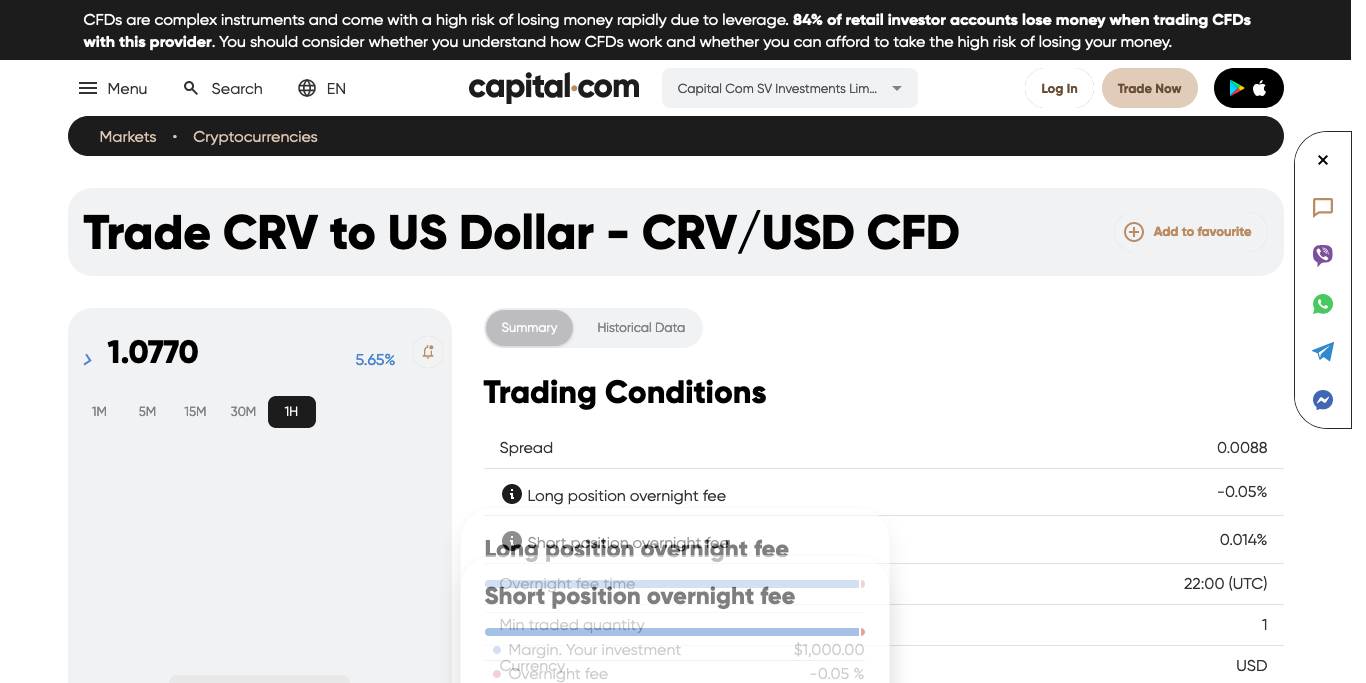 CFDs are complex instruments and come with a high risk of losing money rapidly due to leverage. 84% of retail investor accounts lose money when trading CFDs
with this provider. You should consider whether you understand how CFDs work and whether you can afford to take the high risk of losing your money.
Menu Search EN capital.com Capital Com SV Investments Lim... Log In Trade Now
Markets • Cryptocurrencies
Trade CRV to US Dollar - CRV/USD CFD Add to favourite
1.0770 5.65%
1M 5M 15M 30M 1H
Summary Historical Data
Trading Conditions
Spread 0.0088
Long position overnight fee -0.05%
Short position overnight fee 0.014%
Long position overnight fee
Overnight fee time 22:00 (UTC)
Short position overnight fee
Min traded quantity 1
Margin. Your investment $1,000.00
Currency USD
Overnight fee -0.05 %